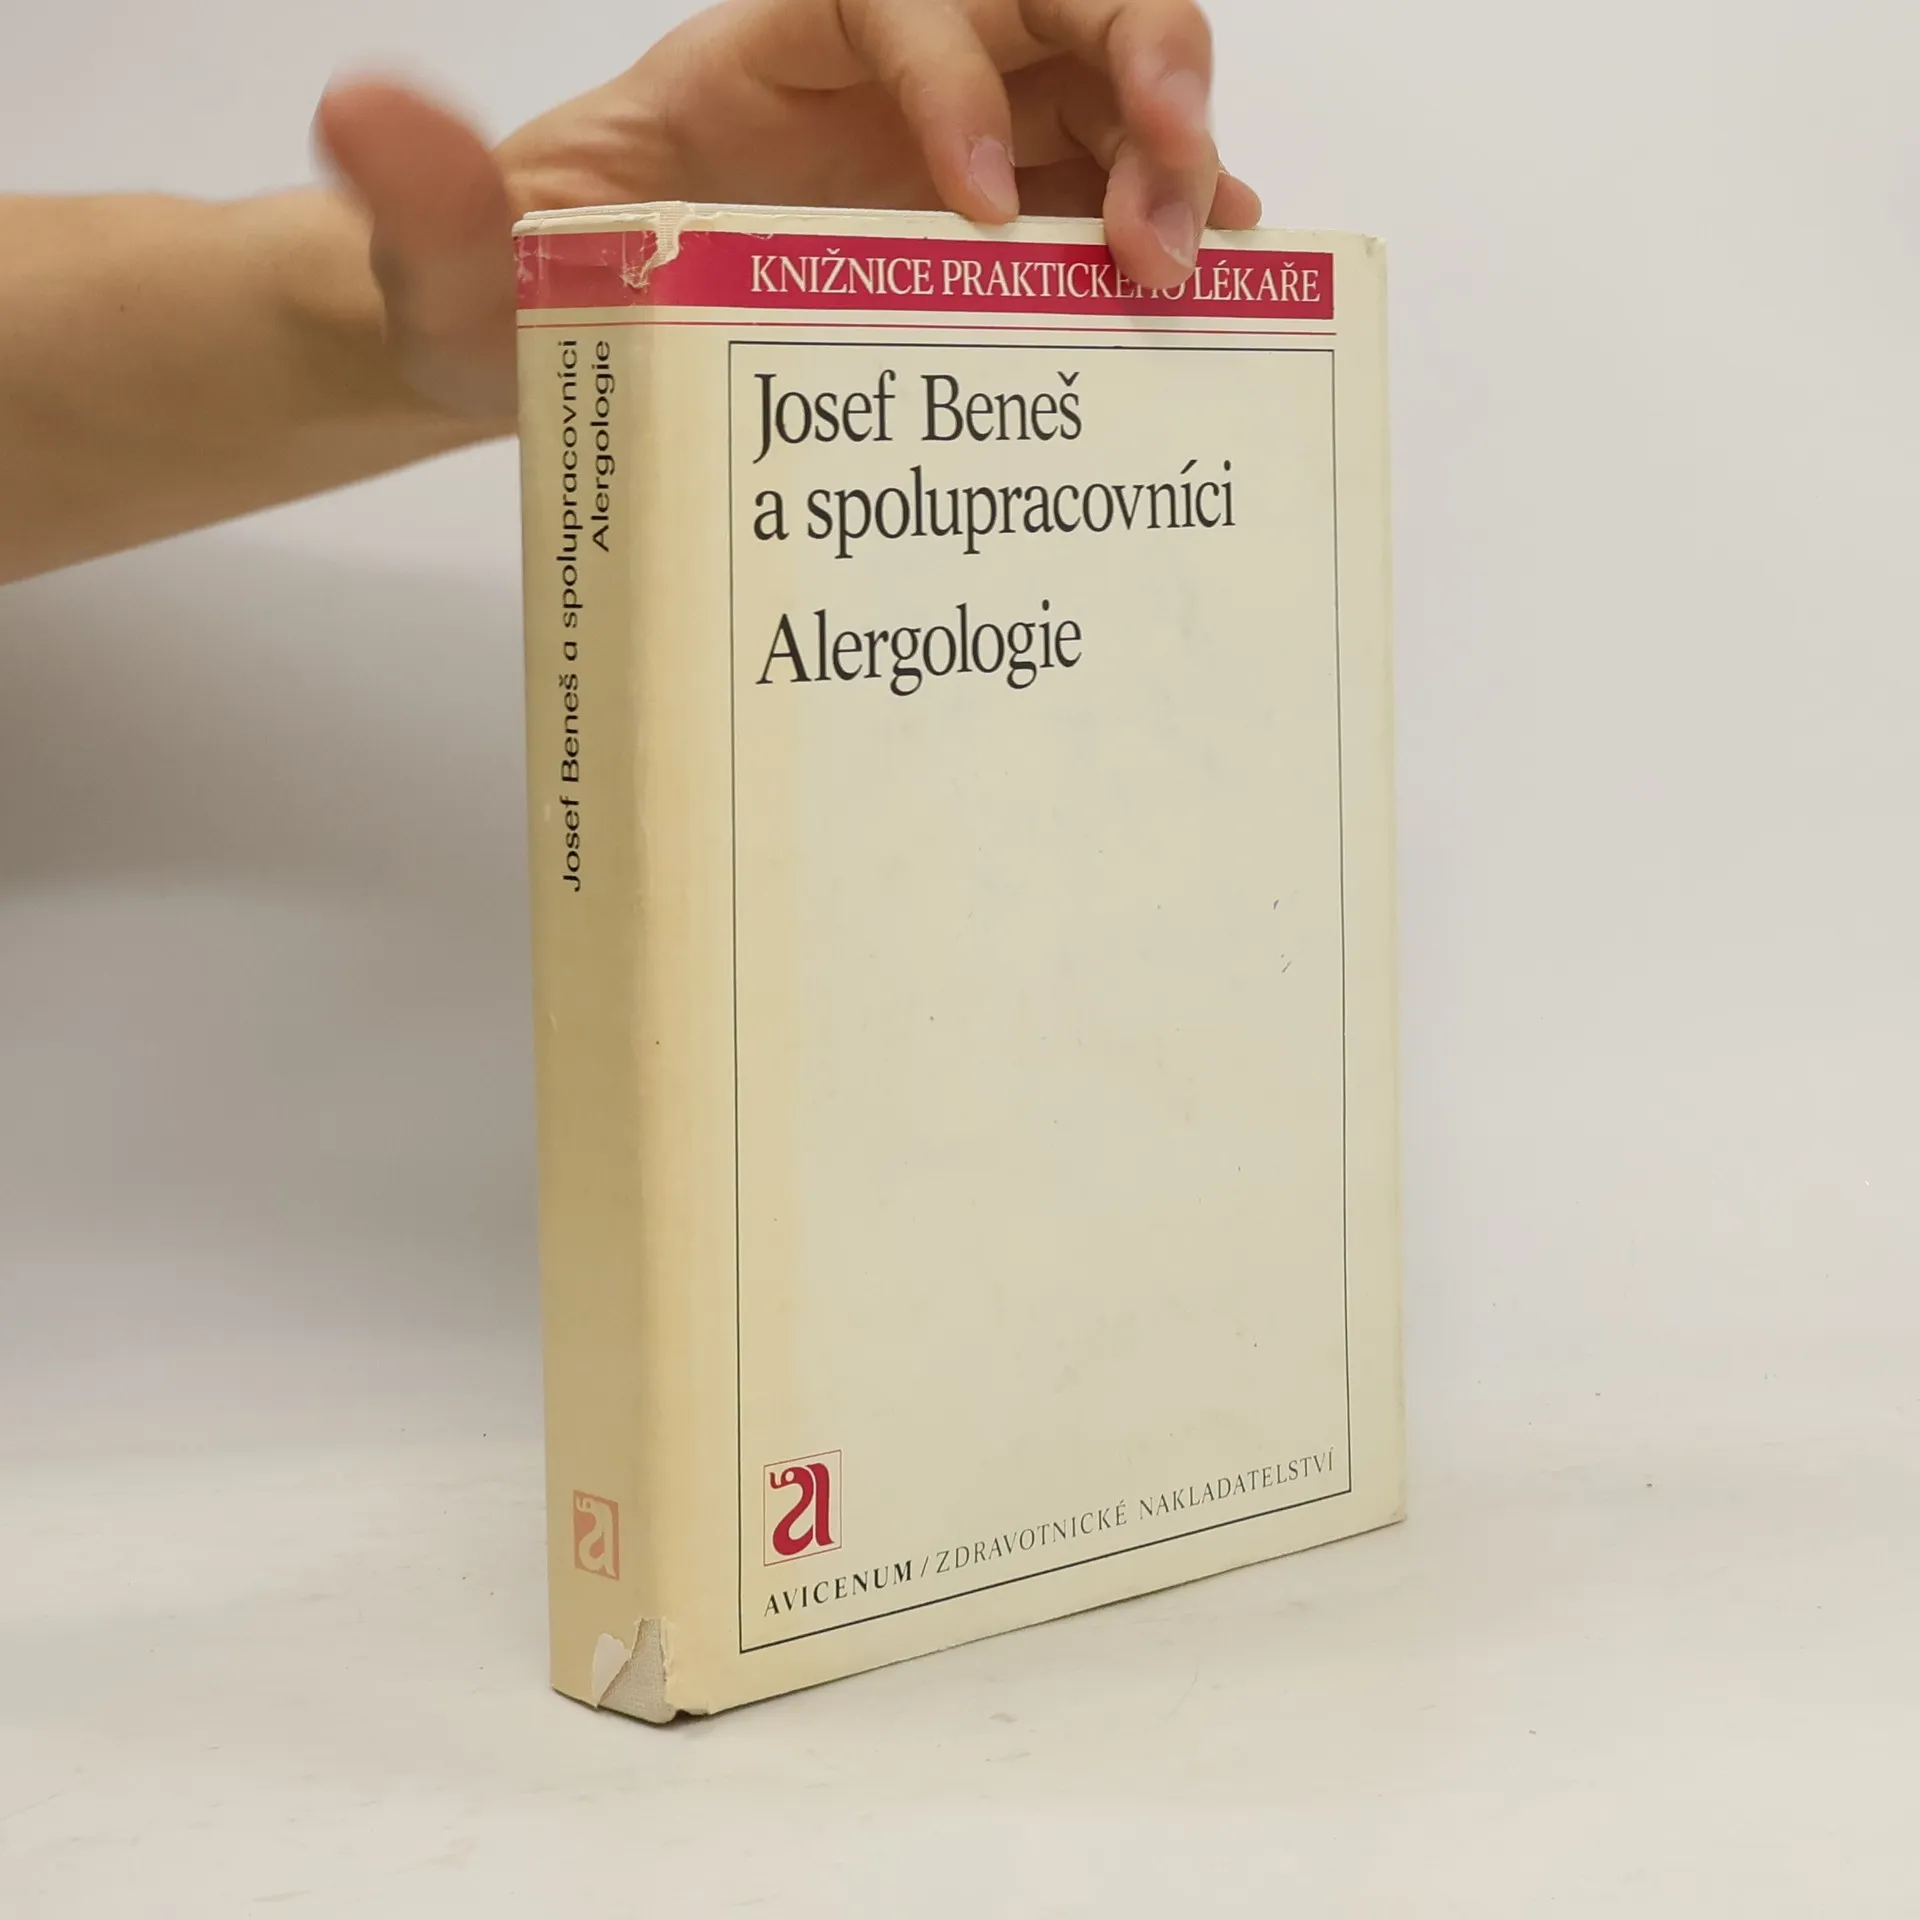 KNIŽNICE PRAKTICKÉHO LÉKAŘE
Josef Beneš
a spolupracovníci
Alergologie
AVICENUM / ZDRAVOTNICKÉ NAKLADATELSTVÍ
Josef Beneš a spolupracovníci
Alergologie